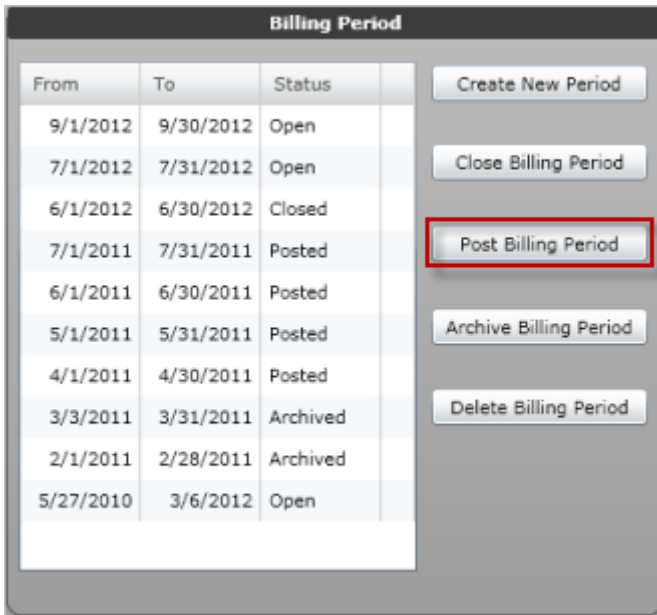 Billing Period
From To Status
9/1/2012 9/30/2012 Open
7/1/2012 7/31/2012 Open
6/1/2012 6/30/2012 Closed
7/1/2011 7/31/2011 Posted
6/1/2011 6/30/2011 Posted
5/1/2011 5/31/2011 Posted
4/1/2011 4/30/2011 Posted
3/3/2011 3/31/2011 Archived
2/1/2011 2/28/2011 Archived
5/27/2010 3/6/2012 Open
Create New Period
Close Billing Period
Post Billing Period
Archive Billing Period
Delete Billing Period